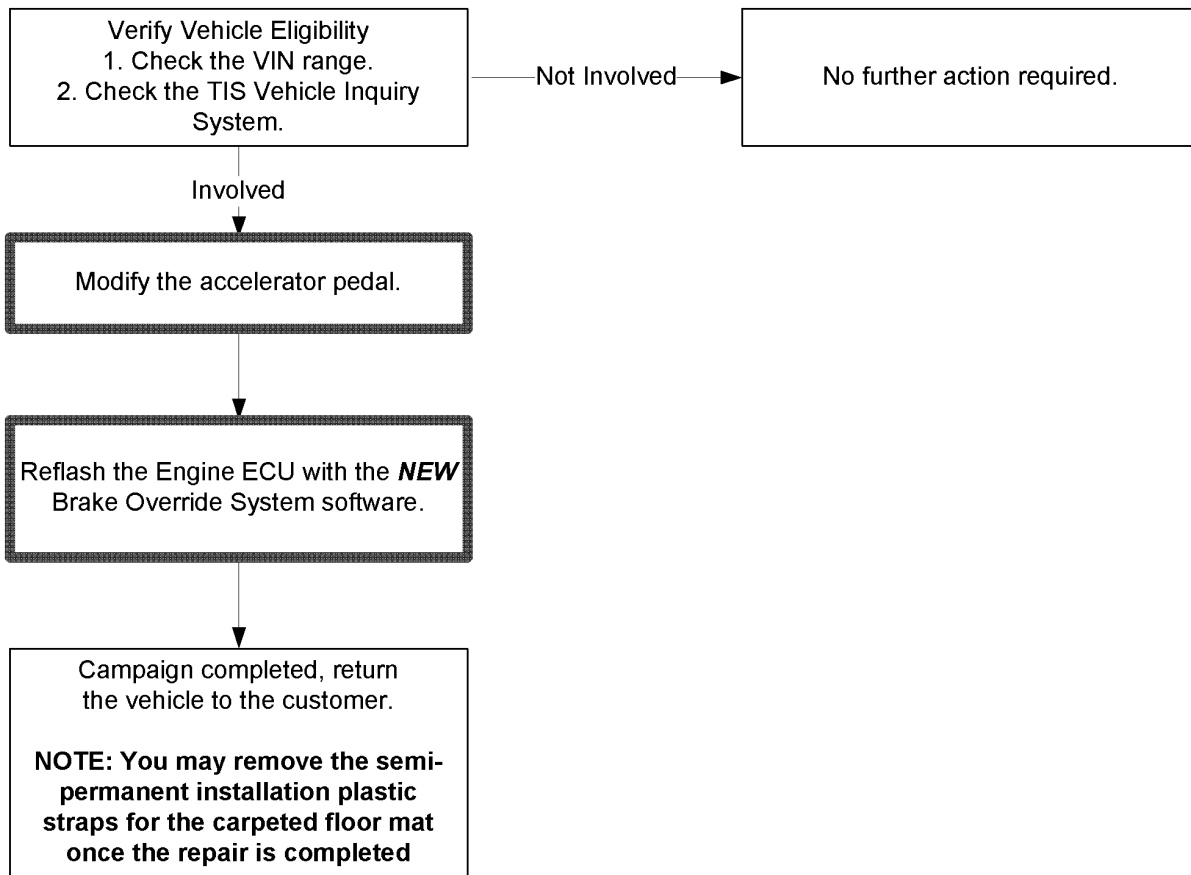 Verify Vehicle Eligibility
1. Check the VIN range.
2. Check the TIS Vehicle Inquiry
System.
Not Involved
No further action required.
Involved
Modify the accelerator pedal.
Reflash the Engine ECU with the NEW
Brake Override System software.
Campaign completed, return
the vehicle to the customer.
NOTE: You may remove the semi-
permanent installation plastic
straps for the carpeted floor mat
once the repair is completed